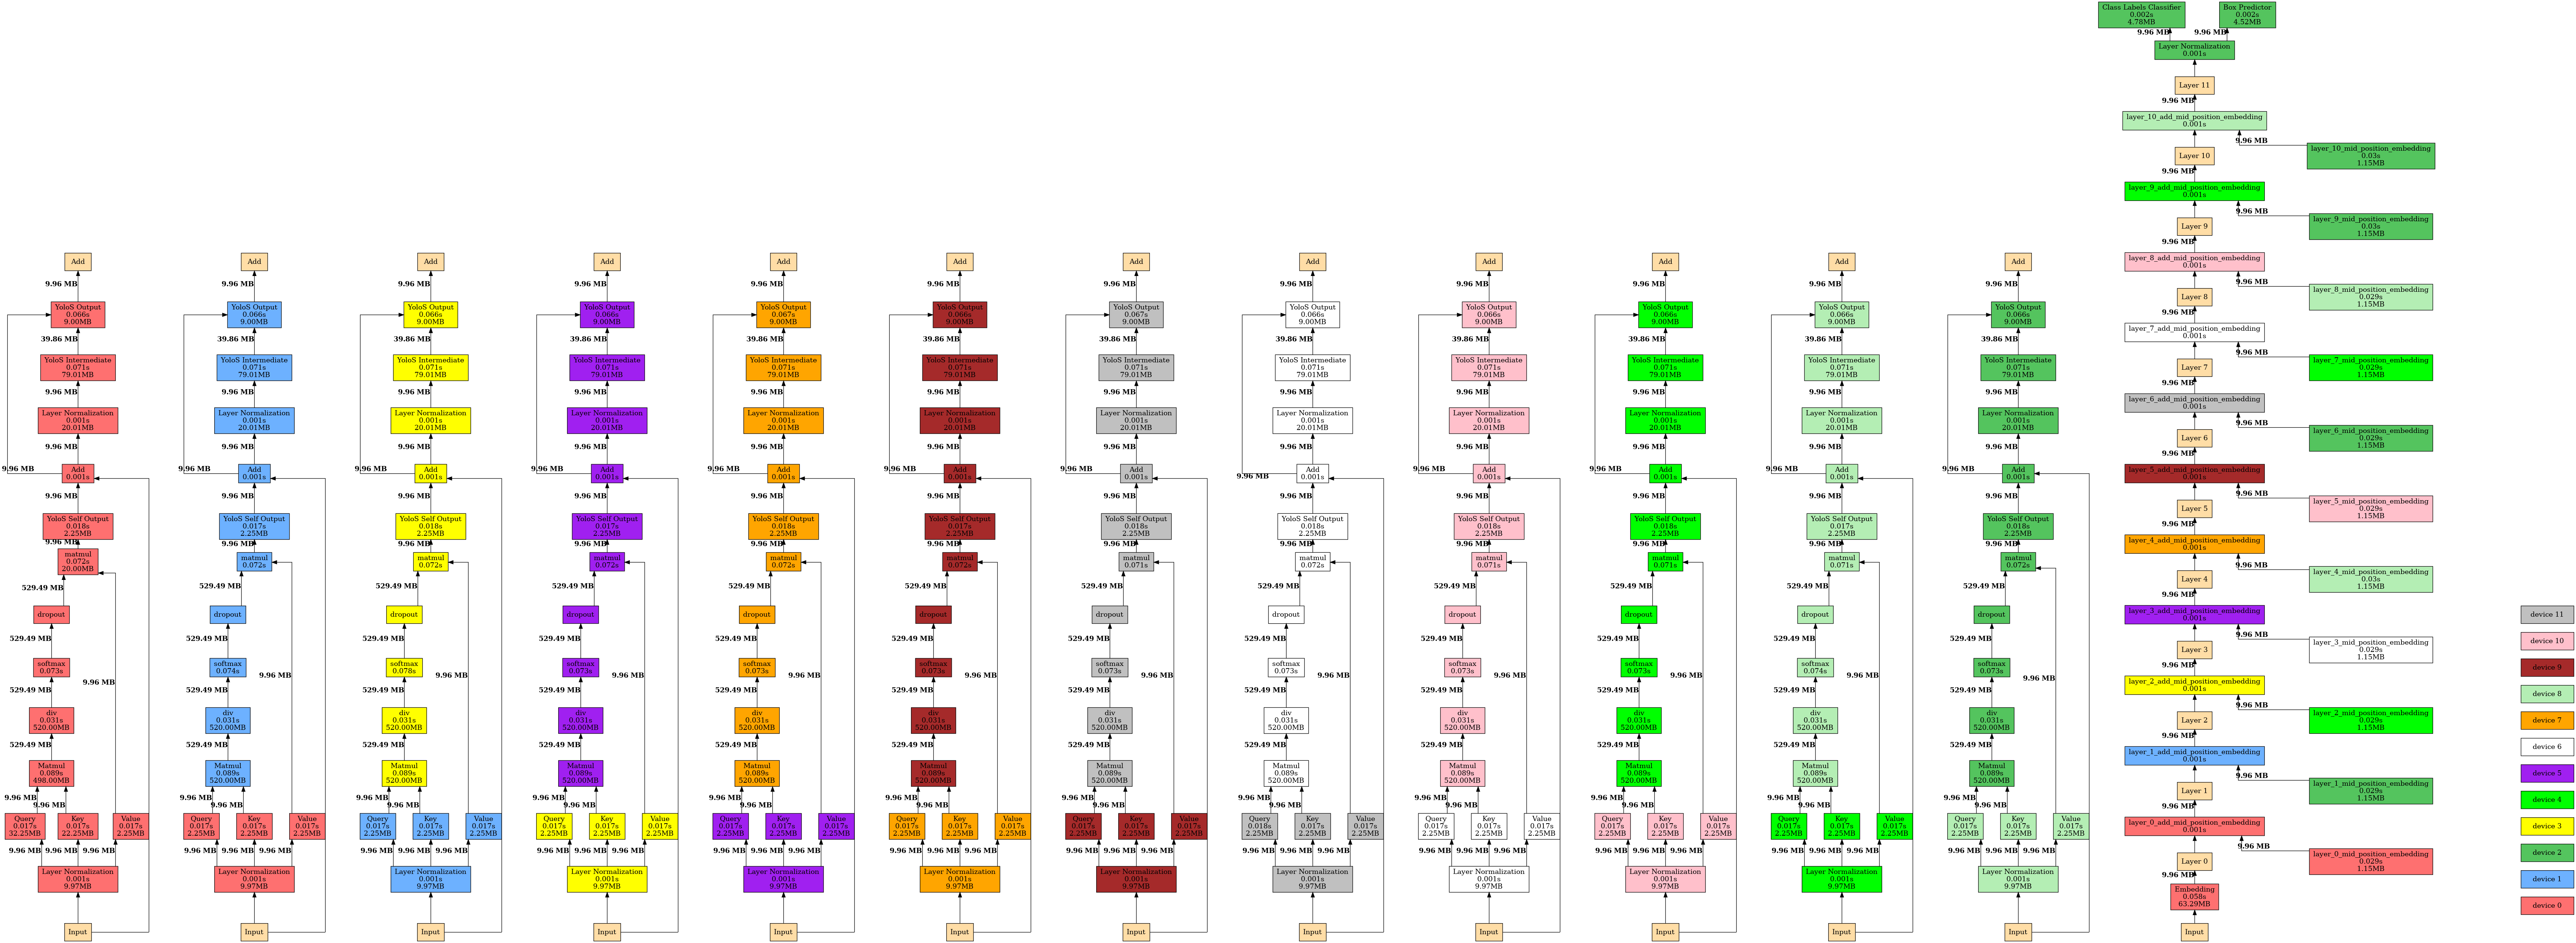 Add Add Add Add Add Add Add Add Add Add Add Add
9.96 MB 9.96 MB 9.96 MB 9.96 MB 9.96 MB 9.96 MB 9.96 MB 9.96 MB 9.96 MB 9.96 MB 9.96 MB 9.96 MB
YoloS Output YoloS Output YoloS Output YoloS Output YoloS Output YoloS Output YoloS Output YoloS Output YoloS Output YoloS Output YoloS Output YoloS Output
0.066s 0.066s 0.066s 0.066s 0.067s 0.066s 0.067s 0.066s 0.066s 0.066s 0.066s 0.066s
9.00MB 9.00MB 9.00MB 9.00MB 9.00MB 9.00MB 9.00MB 9.00MB 9.00MB 9.00MB 9.00MB 9.00MB
39.86 MB 39.86 MB 39.86 MB 39.86 MB 39.86 MB 39.86 MB 39.86 MB 39.86 MB 39.86 MB 39.86 MB 39.86 MB 39.86 MB
YoloS Intermediate YoloS Intermediate YoloS Intermediate YoloS Intermediate YoloS Intermediate YoloS Intermediate YoloS Intermediate YoloS Intermediate YoloS Intermediate YoloS Intermediate YoloS Intermediate YoloS Intermediate
0.071s 0.071s 0.071s 0.071s 0.071s 0.071s 0.071s 0.071s 0.071s 0.071s 0.071s 0.071s
79.01MB 79.01MB 79.01MB 79.01MB 79.01MB 79.01MB 79.01MB 79.01MB 79.01MB 79.01MB 79.01MB 79.01MB
9.96 MB 9.96 MB 9.96 MB 9.96 MB 9.96 MB 9.96 MB 9.96 MB 9.96 MB 9.96 MB 9.96 MB 9.96 MB 9.96 MB
Layer Normalization Layer Normalization Layer Normalization Layer Normalization Layer Normalization Layer Normalization Layer Normalization Layer Normalization Layer Normalization Layer Normalization Layer Normalization Layer Normalization
0.001s 0.001s 0.001s 0.001s 0.001s 0.001s 0.001s 0.001s 0.001s 0.001s 0.001s 0.001s
20.01MB 20.01MB 20.01MB 20.01MB 20.01MB 20.01MB 20.01MB 20.01MB 20.01MB 20.01MB 20.01MB 20.01MB
9.96 MB 9.96 MB 9.96 MB 9.96 MB 9.96 MB 9.96 MB 9.96 MB 9.96 MB 9.96 MB 9.96 MB 9.96 MB 9.96 MB
9.96 MB Add 9.96 MB Add 9.96 MB Add 9.96 MB Add 9.96 MB Add 9.96 MB Add 9.96 MB Add 9.96 MB Add 9.96 MB Add 9.96 MB Add 9.96 MB Add 9.96 MB Add
0.001s 0.001s 0.001s 0.001s 0.001s 0.001s 0.001s 0.001s 0.001s 0.001s 0.001s 0.001s
9.96 MB 9.96 MB 9.96 MB 9.96 MB 9.96 MB 9.96 MB 9.96 MB 9.96 MB 9.96 MB 9.96 MB 9.96 MB 9.96 MB
YoloS Self Output YoloS Self Output YoloS Self Output YoloS Self Output YoloS Self Output YoloS Self Output YoloS Self Output YoloS Self Output YoloS Self Output YoloS Self Output YoloS Self Output YoloS Self Output
0.018s 0.017s 0.018s 0.017s 0.018s 0.017s 0.018s 0.018s 0.018s 0.018s 0.017s 0.018s
2.25MB 2.25MB 2.25MB 2.25MB 2.25MB 2.25MB 2.25MB 2.25MB 2.25MB 2.25MB 2.25MB 2.25MB
9.96 MB 9.96 MB 9.96 MB 9.96 MB 9.96 MB 9.96 MB 9.96 MB 9.96 MB 9.96 MB 9.96 MB 9.96 MB 9.96 MB
matmul matmul matmul matmul matmul matmul matmul matmul matmul matmul matmul matmul
0.072s 0.072s 0.072s 0.072s 0.072s 0.072s 0.071s 0.072s 0.071s 0.071s 0.071s 0.072s
20.00MB
529.49 MB 529.49 MB 529.49 MB 529.49 MB 529.49 MB 529.49 MB 529.49 MB 529.49 MB 529.49 MB 529.49 MB 529.49 MB 529.49 MB
dropout dropout dropout dropout dropout dropout dropout dropout dropout dropout dropout dropout
529.49 MB 529.49 MB 529.49 MB 529.49 MB 529.49 MB 529.49 MB 529.49 MB 529.49 MB 529.49 MB 529.49 MB 529.49 MB 529.49 MB
softmax softmax softmax softmax softmax softmax softmax softmax softmax softmax softmax softmax
0.073s 0.074s 0.078s 0.073s 0.073s 0.073s 0.073s 0.073s 0.073s 0.073s 0.074s 0.073s
9.96 MB 9.96 MB 9.96 MB 9.96 MB 9.96 MB 9.96 MB 9.96 MB 9.96 MB 9.96 MB 9.96 MB 9.96 MB 9.96 MB
529.49 MB 529.49 MB 529.49 MB 529.49 MB 529.49 MB 529.49 MB 529.49 MB 529.49 MB 529.49 MB 529.49 MB 529.49 MB 529.49 MB
div div div div div div div div div div div div
0.031s 0.031s 0.031s 0.031s 0.031s 0.031s 0.031s 0.031s 0.031s 0.031s 0.031s 0.031s
520.00MB 520.00MB 520.00MB 520.00MB 520.00MB 520.00MB 520.00MB 520.00MB 520.00MB 520.00MB 520.00MB 520.00MB
529.49 MB 529.49 MB 529.49 MB 529.49 MB 529.49 MB 529.49 MB 529.49 MB 529.49 MB 529.49 MB 529.49 MB 529.49 MB 529.49 MB
Matmul Matmul Matmul Matmul Matmul Matmul Matmul Matmul Matmul Matmul Matmul Matmul
0.089s 0.089s 0.089s 0.089s 0.089s 0.089s 0.089s 0.089s 0.089s 0.089s 0.089s 0.089s
498.00MB 520.00MB 520.00MB 520.00MB 520.00MB 520.00MB 520.00MB 520.00MB 520.00MB 520.00MB 520.00MB 520.00MB
9.96 MB 9.96 MB 9.96 MB 9.96 MB 9.96 MB 9.96 MB 9.96 MB 9.96 MB 9.96 MB 9.96 MB 9.96 MB 9.96 MB
9.96 MB 9.96 MB 9.96 MB 9.96 MB 9.96 MB 9.96 MB 9.96 MB 9.96 MB 9.96 MB 9.96 MB 9.96 MB 9.96 MB
Query Key Value Query Key Value Query Key Value Query Key Value Query Key Value Query Key Value Query Key Value Query Key Value Query Key Value Query Key Value Query Key Value Query Key Value
0.017s 0.017s 0.017s 0.017s 0.017s 0.017s 0.017s 0.017s 0.017s 0.017s 0.017s 0.017s 0.017s 0.017s 0.017s 0.017s 0.017s 0.017s 0.017s 0.017s 0.017s 0.018s 0.017s 0.017s 0.017s 0.017s 0.017s 0.017s 0.017s 0.017s 0.017s 0.017s 0.017s 0.017s 0.017s 0.017s
32.25MB 22.25MB 2.25MB 2.25MB 2.25MB 2.25MB 2.25MB 2.25MB 2.25MB 2.25MB 2.25MB 2.25MB 2.25MB 2.25MB 2.25MB 2.25MB 2.25MB 2.25MB 2.25MB 2.25MB 2.25MB 2.25MB 2.25MB 2.25MB 2.25MB 2.25MB 2.25MB 2.25MB 2.25MB 2.25MB 2.25MB 2.25MB 2.25MB 2.25MB 2.25MB 2.25MB
9.96 MB 9.96 MB 9.96 MB 9.96 MB 9.96 MB 9.96 MB 9.96 MB 9.96 MB 9.96 MB 9.96 MB 9.96 MB 9.96 MB 9.96 MB 9.96 MB 9.96 MB 9.96 MB 9.96 MB 9.96 MB 9.96 MB 9.96 MB 9.96 MB 9.96 MB 9.96 MB 9.96 MB 9.96 MB 9.96 MB 9.96 MB 9.96 MB 9.96 MB 9.96 MB 9.96 MB 9.96 MB 9.96 MB 9.96 MB 9.96 MB 9.96 MB
Layer Normalization Layer Normalization Layer Normalization Layer Normalization Layer Normalization Layer Normalization Layer Normalization Layer Normalization Layer Normalization Layer Normalization Layer Normalization Layer Normalization
0.001s 0.001s 0.001s 0.001s 0.001s 0.001s 0.001s 0.001s 0.001s 0.001s 0.001s 0.001s
9.97MB 9.97MB 9.97MB 9.97MB 9.97MB 9.97MB 9.97MB 9.97MB 9.97MB 9.97MB 9.97MB 9.97MB
Input Input Input Input Input Input Input Input Input Input Input Input
Class Labels Classifier Box Predictor
0.002s 0.002s
4.78MB 4.52MB
9.96 MB 9.96 MB
Layer Normalization
0.001s
Layer 11
9.96 MB
layer_10_add_mid_position_embedding
0.001s
9.96 MB
layer_10_mid_position_embedding
0.03s
1.15MB
Layer 10
9.96 MB
layer_9_add_mid_position_embedding
0.001s
9.96 MB
layer_9_mid_position_embedding
0.03s
1.15MB
Layer 9
9.96 MB
layer_8_add_mid_position_embedding
0.001s
9.96 MB
layer_8_mid_position_embedding
0.029s
1.15MB
Layer 8
9.96 MB
layer_7_add_mid_position_embedding
0.001s
9.96 MB
layer_7_mid_position_embedding
0.029s
1.15MB
Layer 7
9.96 MB
layer_6_add_mid_position_embedding
0.001s
9.96 MB
layer_6_mid_position_embedding
0.029s
1.15MB
Layer 6
9.96 MB
layer_5_add_mid_position_embedding
0.001s
9.96 MB
layer_5_mid_position_embedding
0.029s
1.15MB
Layer 5
9.96 MB
layer_4_add_mid_position_embedding
0.001s
9.96 MB
layer_4_mid_position_embedding
0.03s
1.15MB
Layer 4
9.96 MB
layer_3_add_mid_position_embedding
0.001s
9.96 MB
layer_3_mid_position_embedding
0.029s
1.15MB
Layer 3
9.96 MB
layer_2_add_mid_position_embedding
0.001s
9.96 MB
layer_2_mid_position_embedding
0.029s
1.15MB
Layer 2
9.96 MB
layer_1_add_mid_position_embedding
0.001s
9.96 MB
layer_1_mid_position_embedding
0.029s
1.15MB
Layer 1
9.96 MB
layer_0_add_mid_position_embedding
0.001s
9.96 MB
layer_0_mid_position_embedding
0.029s
1.15MB
Layer 0
9.96 MB
Embedding
0.058s
63.29MB
Input
device 11
device 10
device 9
device 8
device 7
device 6
device 5
device 4
device 3
device 2
device 1
device 0